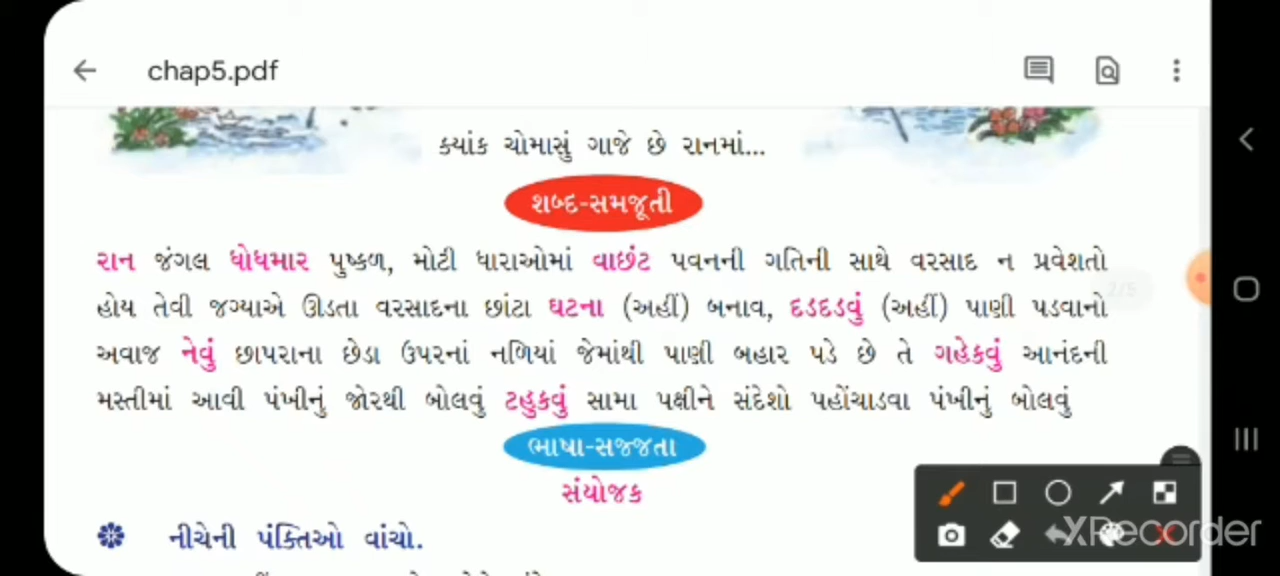 chap5.pdf
ક્યાંક ચોમાસું ગાજે છે રાનમાં...
શબ્દ-સમજૂતી
રાન જંગલ ધોધમાર પુષ્કળ, મોટી ધારાઓમાં વાછંટ પવનની ગતિની સાથે વરસાદ ન પ્રવેશતો
હોય તેવી જગ્યાએ ઊડતા વરસાદના છાંટા ઘટના (અહીં) બનાવ, દડદડવું (અહીં) પાણી પડવાનો
2/5
અવાજ નેવું છાપરાના છેડા ઉપરનાં નળિયાં જેમાંથી પાણી બહાર પડે છે તે ગહેકવું આનંદની
મસ્તીમાં આવી પંખીનું જોરથી બોલવું ટહુકવું સામા પક્ષીને સંદેશો પહોંચાડવા પંખીનું બોલવું
ભાષા-સજ્જતા
સંયોજક
નીચેની પંક્તિઓ વાંચો.
XRecorder